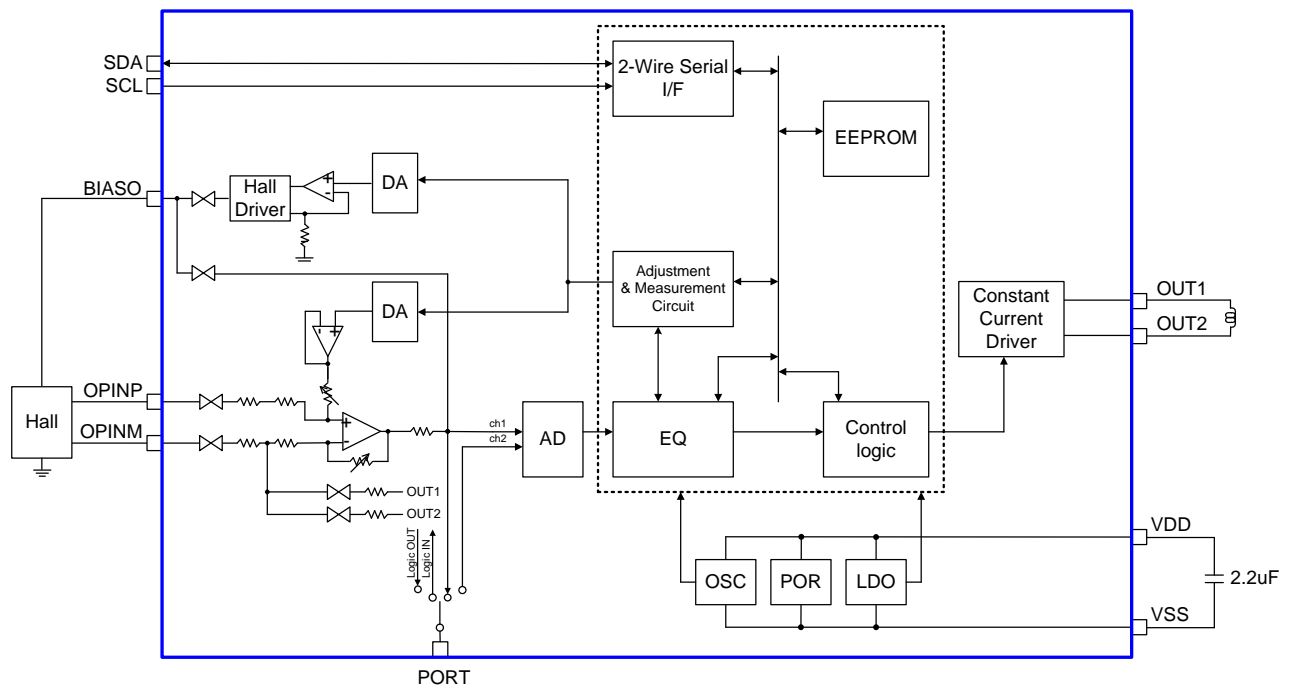 SDA
SCL
2-Wire Serial
I/F
EEPROM
BIASO
Hall
Driver
+
-
DA
Adjustment
& Measurement
Circuit
DA
-
+
Constant
Current
Driver
OUT1
OUT2
Hall
OPINP
OPINM
+
-
ch1
ch2
AD
EQ
Control
logic
OUT1
OUT2
Logic OUT
Logic IN
OSC
POR
LDO
VDD
2.2uF
VSS
PORT